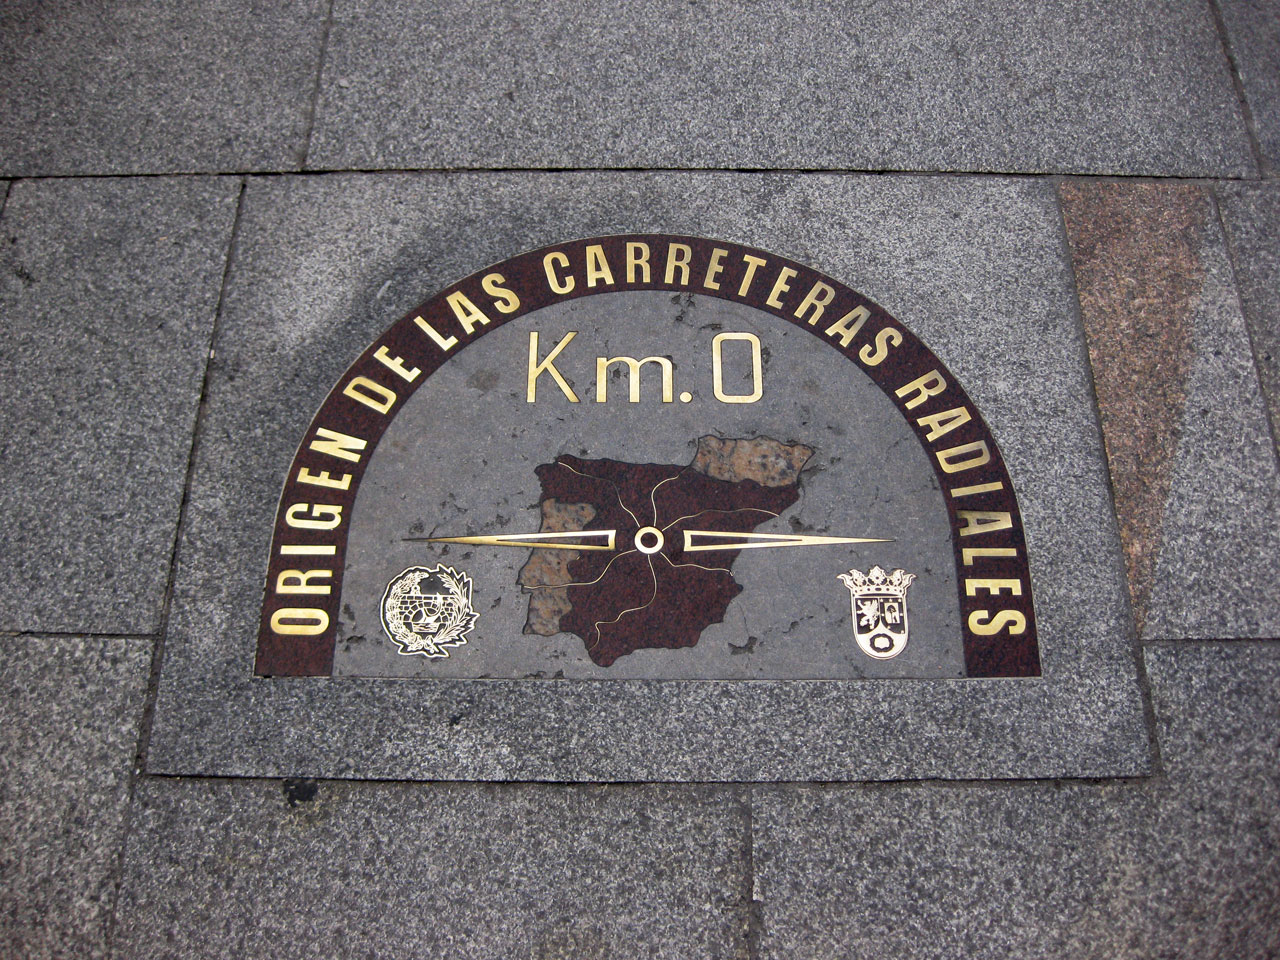 ORIGEN DE LAS CARRETERAS RADIALES
Km.0